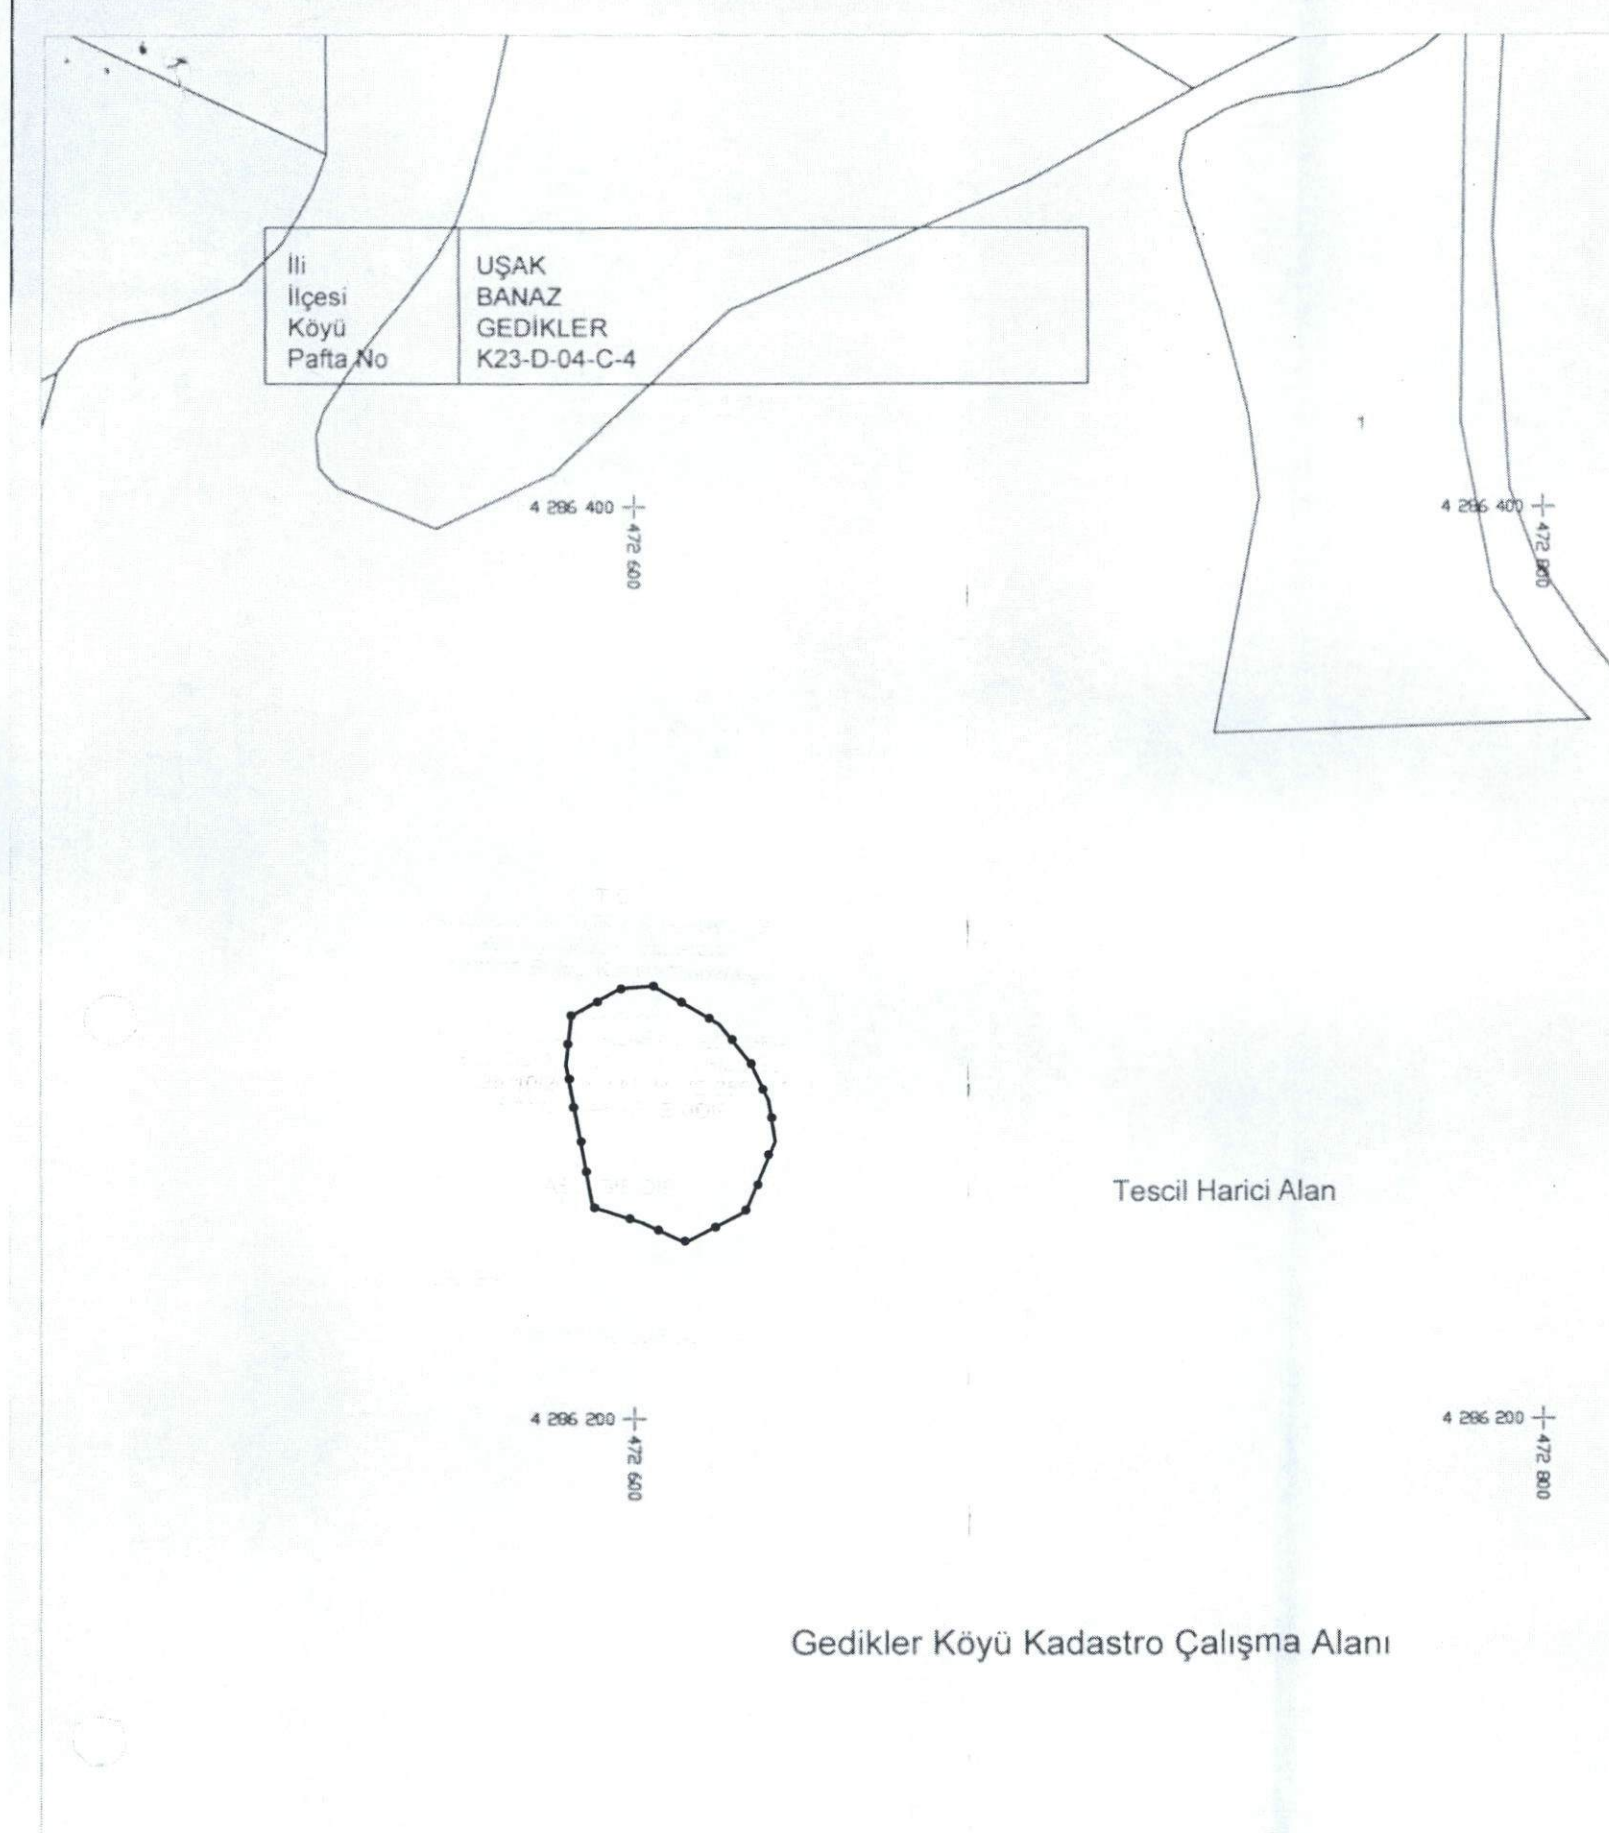 İli UŞAK
İlçesi BANAZ
Köyü GEDİKLER
Pafta No K23-D-04-C-4
1
4 286 400
472 600
4 286 400
472 800
Tescil Harici Alan
4 286 200
472 600
4 286 200
472 800
Gedikler Köyü Kadastro Çalışma Alanı